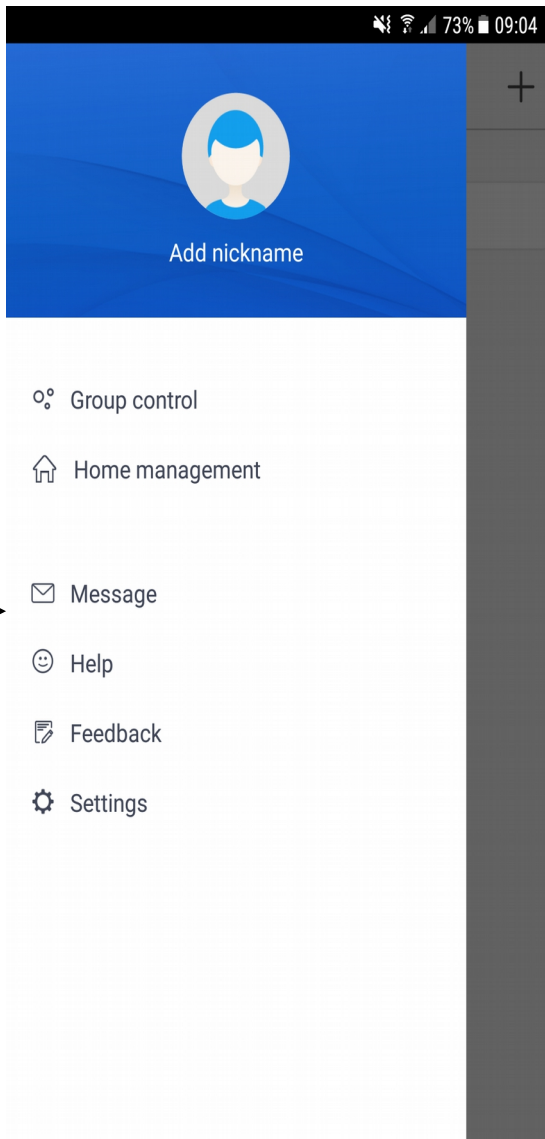 73% 09:04
Add nickname
Group control
Home management
Message
Help
Feedback
Settings